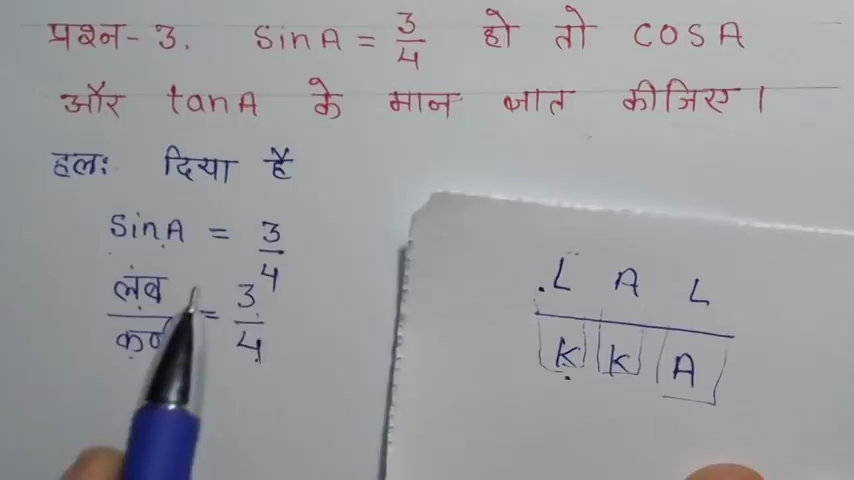 प्रश्न- 3. sinA = 3/4 हो तो COSA
और tanA के मान ज्ञात कीजिए।
हलः दिया है
sinA = 3/4
लंब/कर्ण = 3/4
.L A L
K K A